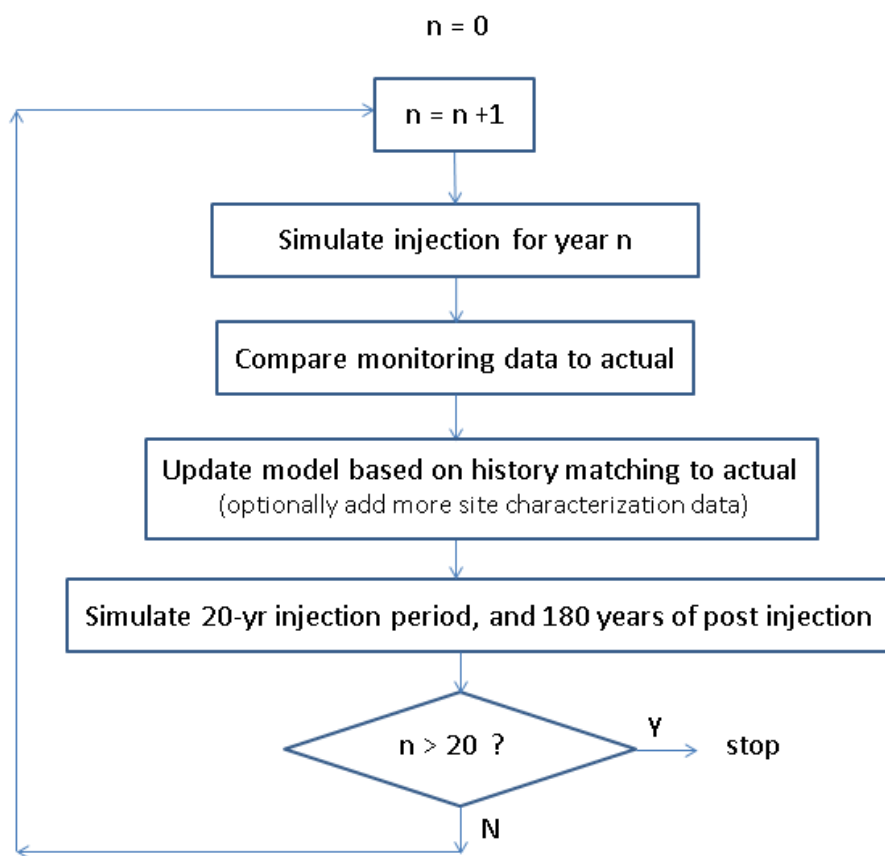 n = 0
n = n +1
Simulate injection for year n
Compare monitoring data to actual
Update model based on history matching to actual
(optionally add more site characterization data)
Simulate 20-yr injection period, and 180 years of post injection
n > 20 ?
Y
stop
N